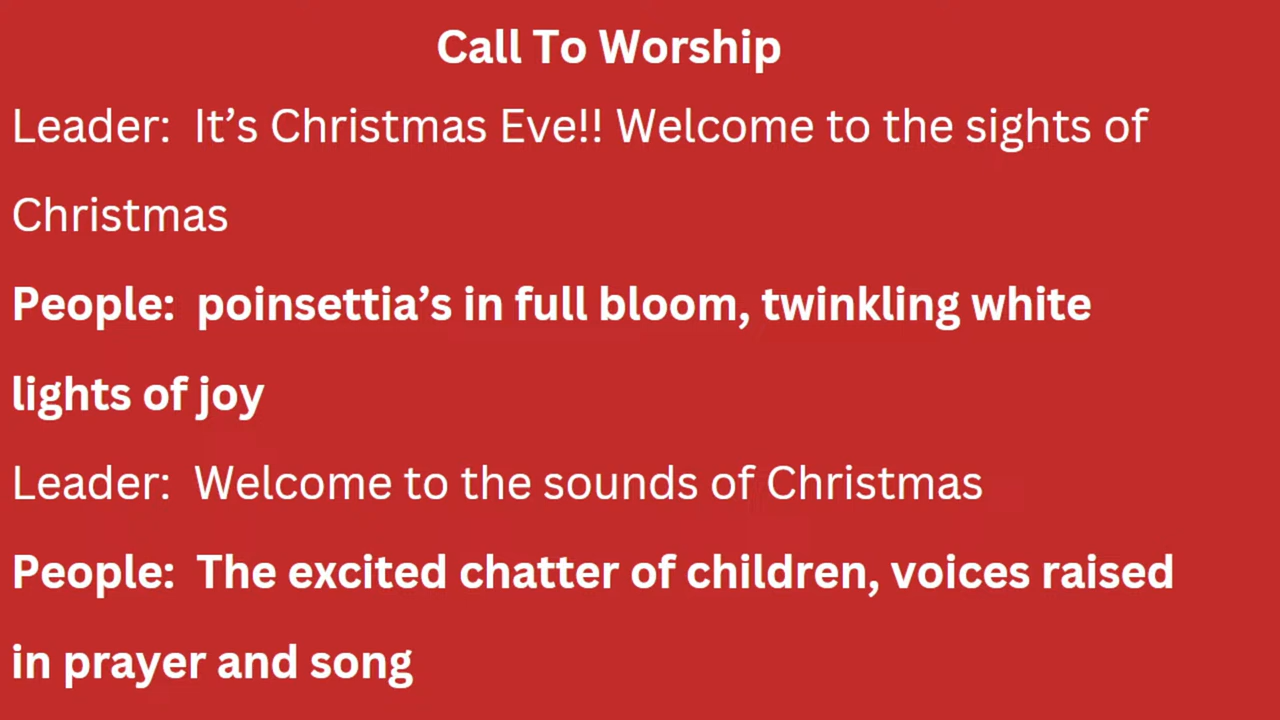 Call To Worship
Leader:  It’s Christmas Eve!! Welcome to the sights of
Christmas
People:  poinsettia’s in full bloom, twinkling white
lights of joy
Leader:  Welcome to the sounds of Christmas
People:  The excited chatter of children, voices raised
in prayer and song